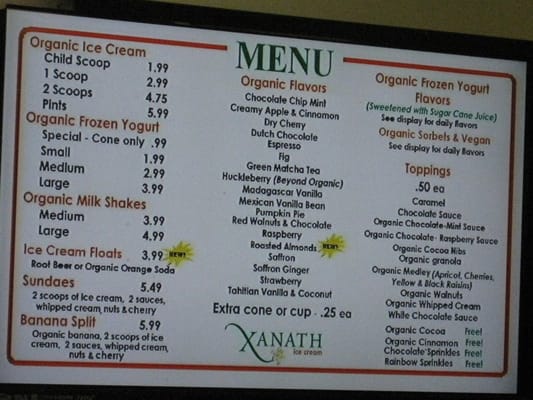 MENU
Organic Ice Cream
Child Scoop 1.99
1 Scoop 2.99
2 Scoops 4.75
Pints 5.99
Organic Frozen Yogurt
Special - Cone only .99
Small 1.99
Medium 2.99
Large 3.99
Organic Milk Shakes
Medium 3.99
Large 4.99
Ice Cream Floats 3.99 NEW!
Root Beer or Organic Orange Soda
Sundaes 5.49
2 scoops of ice cream, 2 sauces,
whipped cream, nuts & cherry
Banana Split 5.99
Organic banana, 2 scoops of ice
cream, 2 sauces, whipped cream,
nuts & cherry
Organic Flavors
Chocolate Chip Mint
Creamy Apple & Cinnamon
Dry Cherry
Dutch Chocolate
Espresso
Fig
Green Matcha Tea
Huckleberry (Beyond Organic)
Madagascar Vanilla
Mexican Vanilla Bean
Pumpkin Pie
Red Walnuts & Chocolate
Raspberry
Roasted Almonds NEW!
Saffron
Saffron Ginger
Strawberry
Tahitian Vanilla & Coconut
Extra cone or cup - .25 ea
XANATH
ice cream
Organic Frozen Yogurt
Flavors
(Sweetened with Sugar Cane Juice)
See display for daily flavors
Organic Sorbets & Vegan
See display for daily flavors
Toppings
.50 ea
Caramel
Chocolate Sauce
Organic Chocolate-Mint Sauce
Organic Chocolate- Raspberry Sauce
Organic Cocoa Nibs
Organic granola
Organic Medley (Apricot, Cherries,
Yellow & Black Raisins)
Organic Walnuts
Organic Whipped Cream
White Chocolate Sauce
Organic Cocoa Free!
Organic Cinnamon Free!
Chocolate Sprinkles Free!
Rainbow Sprinkles Free!